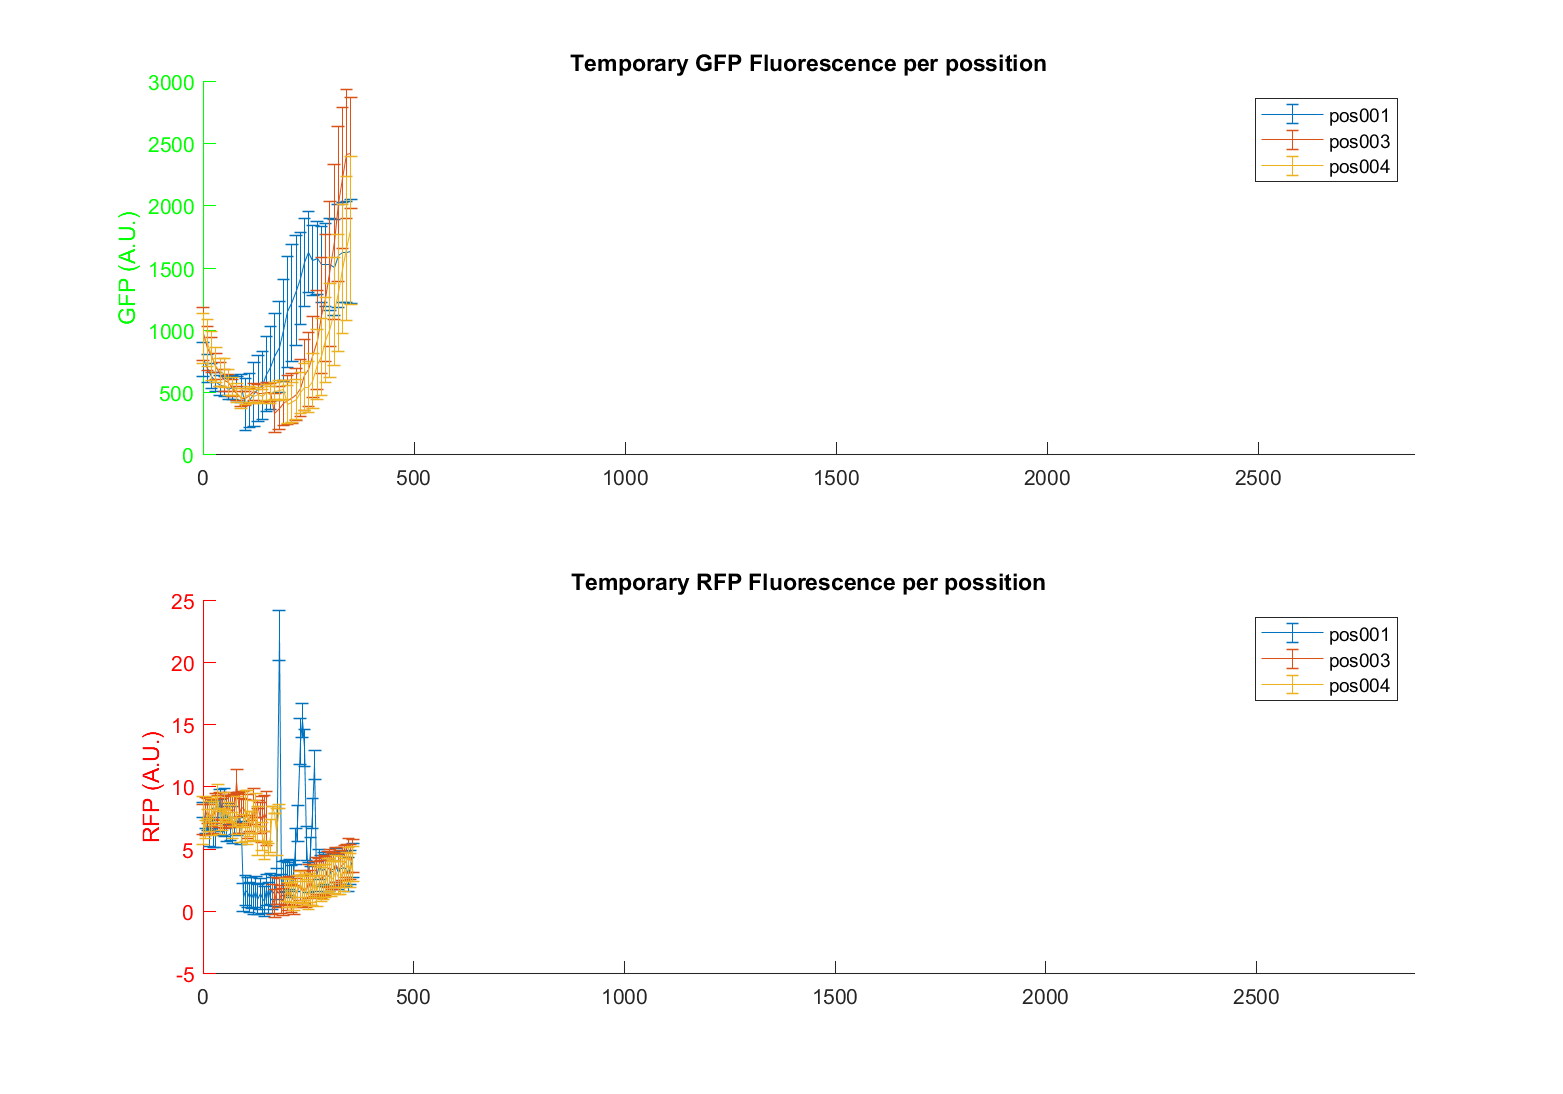 Temporary GFP Fluorescence per possition
GFP (A.U.)
3000
2500
2000
1500
1000
500
0
0 500 1000 1500 2000 2500
pos001
pos003
pos004
Temporary RFP Fluorescence per possition
RFP (A.U.)
25
20
15
10
5
0
-5
0 500 1000 1500 2000 2500
pos001
pos003
pos004